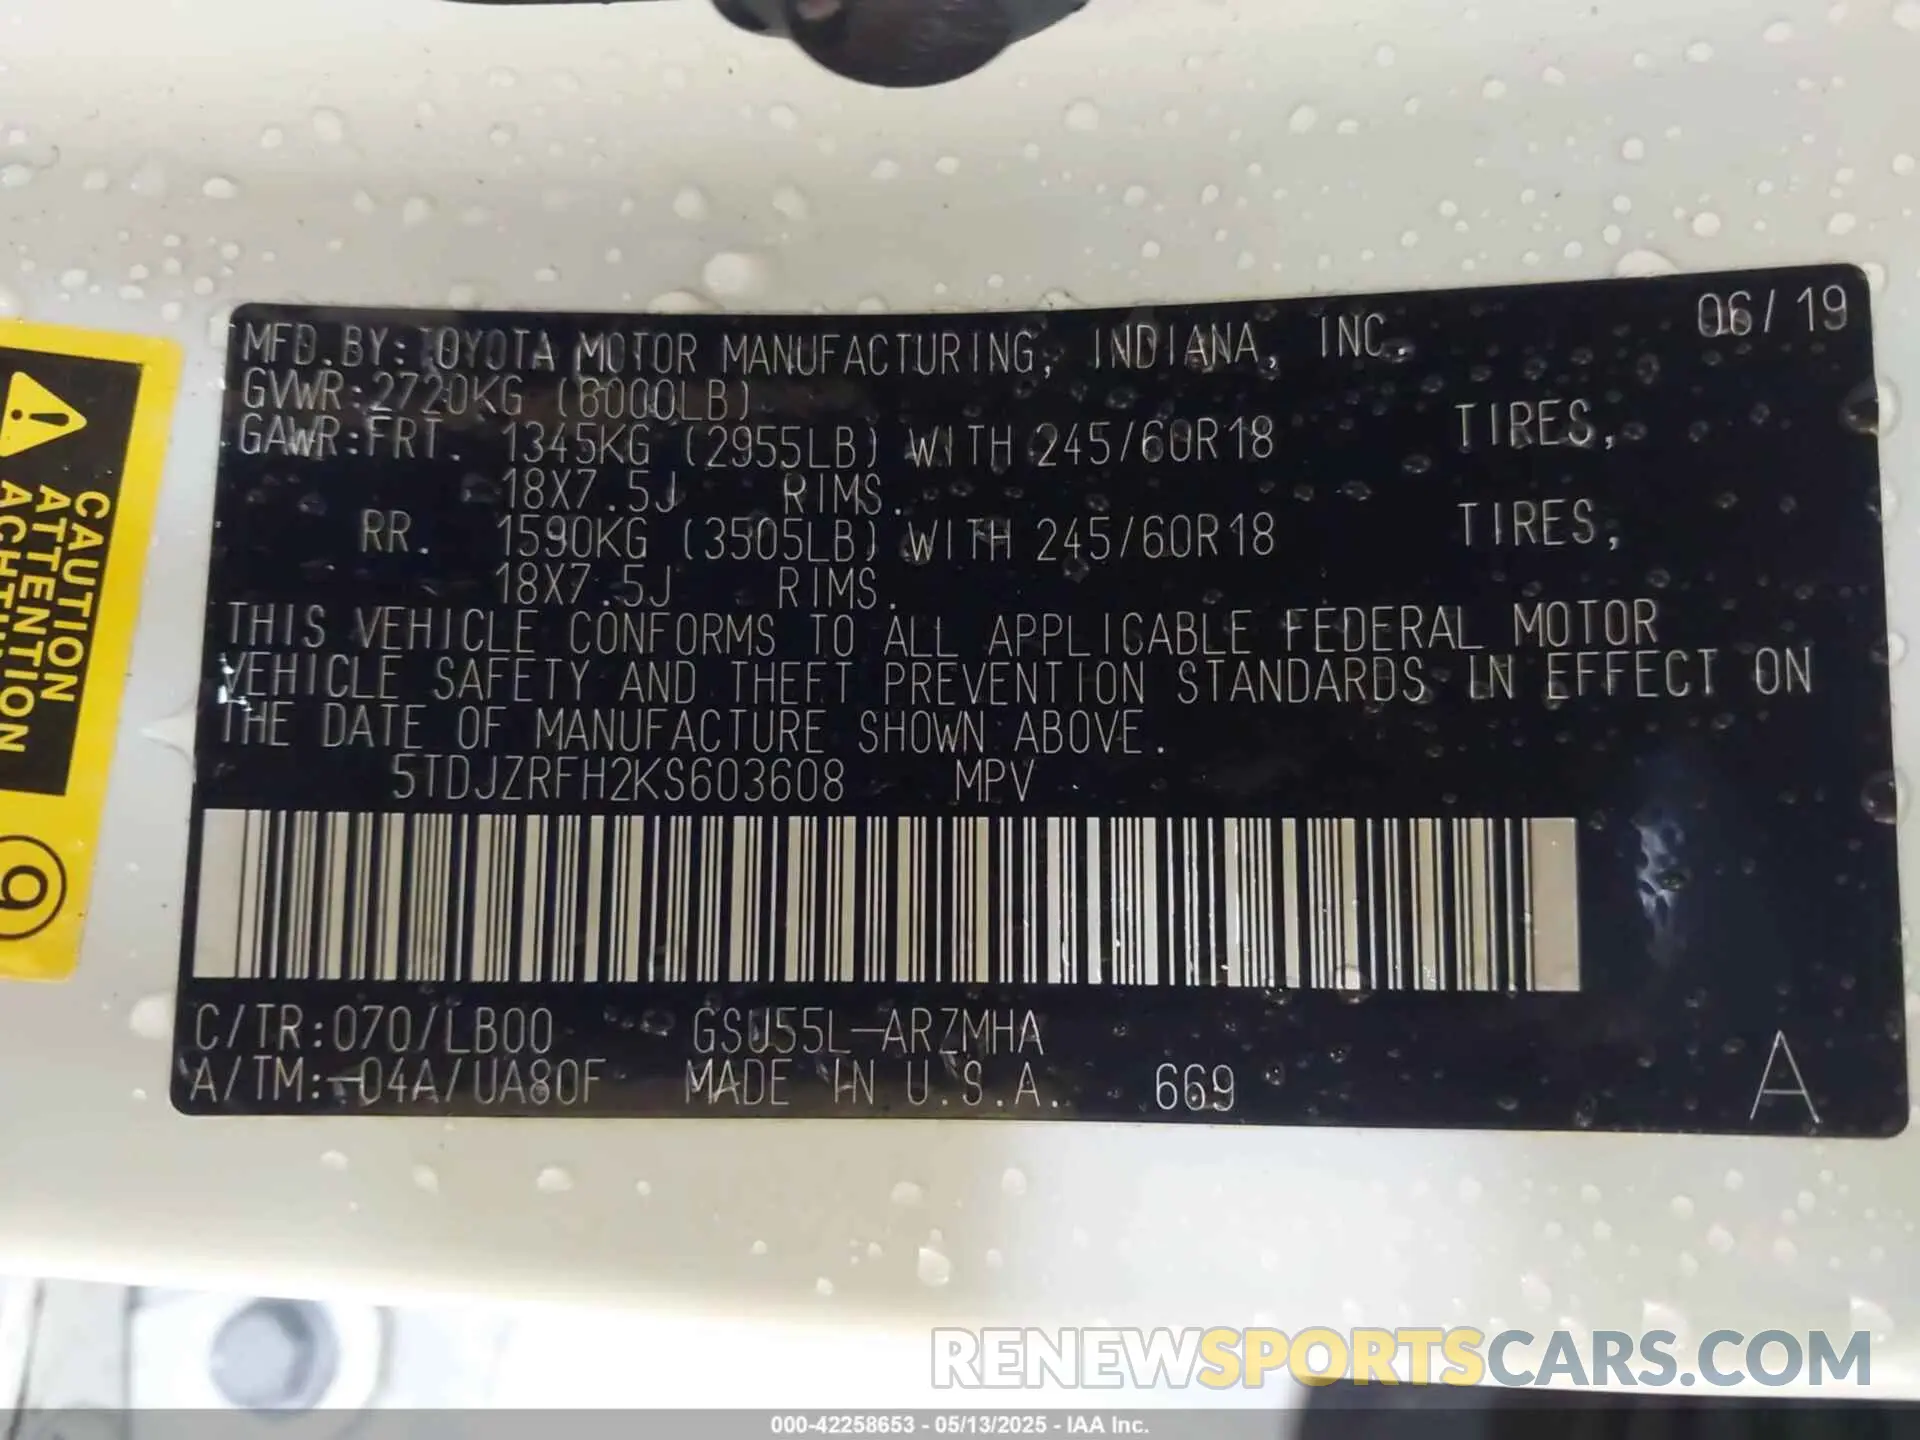 MFD.BY: TOYOTA MOTOR MANUFACTURING, INDIANA, INC. 06/19
GVWR:2720KG (6000LB)
GAWR:FRT. 1345KG (2955LB) WITH 245/60R18 TIRES,
18X7.5J RIMS.
RR. 1590KG (3505LB) WITH 245/60R18 TIRES,
18X7.5J RIMS.
THIS VEHICLE CONFORMS TO ALL APPLICABLE FEDERAL MOTOR
VEHICLE SAFETY AND THEFT PREVENTION STANDARDS IN EFFECT ON
THE DATE OF MANUFACTURE SHOWN ABOVE.
5TDJZRFH2KS603608 MPV
C/TR:070/LB00 GSU55L-ARZMHA
A/TM:-04A/UA80F MADE IN U.S.A. 669 A
CAUTION
ATTENTION
ACHTUNG
9
RENEWSPORTSCARS.COM
000-42258653 - 05/13/2025 - IAA Inc.